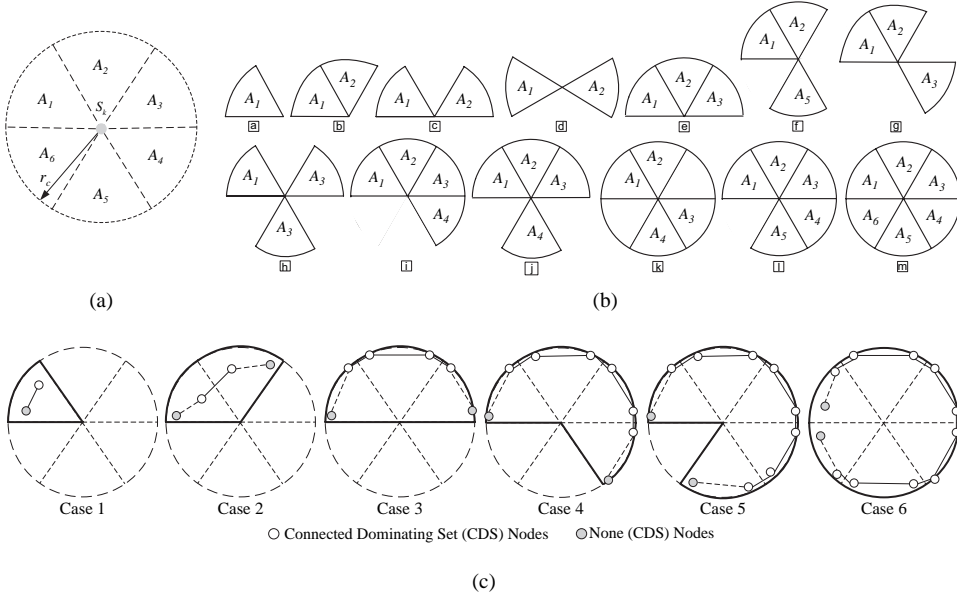 A2
A1
Sk
A3
A6
rc
A4
A5
(a)
A1
a
A1 A2
b
A1 A2
c
A1 A2
d
A1 A2 A3
e
A1 A2
A5
f
A1 A2
A3
g
A1 A3
A3
h
A1 A2 A3
A4
i
A1 A2 A3
A4
j
A2
A1
A3
A4
k
A1 A2 A3
A4
A5
l
A1 A2 A3
A6 A5 A4
m
(b)
Case 1
Case 2
Case 3
Case 4
Case 5
Case 6
Connected Dominating Set (CDS) Nodes
None (CDS) Nodes
(c)